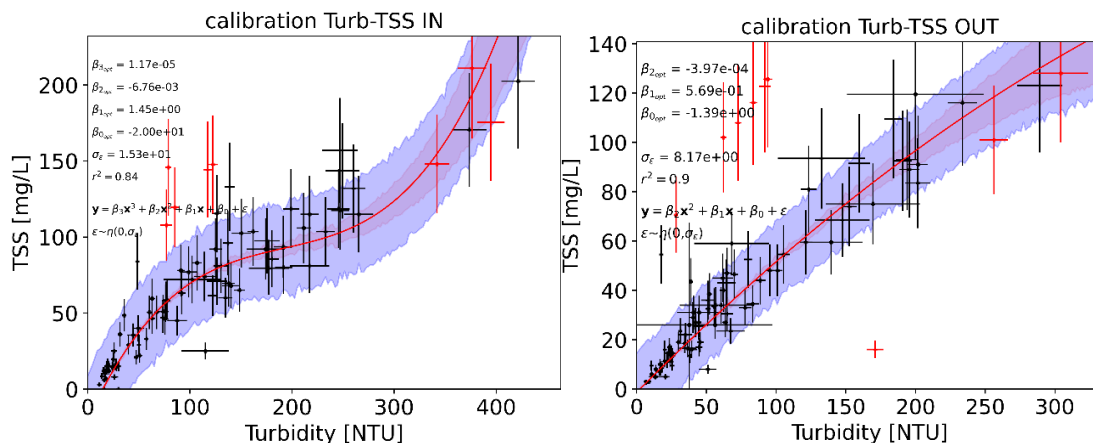 calibration Turb-TSS IN
TSS [mg/L]
200
150
100
50
0
β3opt = 1.17e-05
β2opt = -6.76e-03
β1opt = 1.45e+00
β0opt = -2.00e+01
σε = 1.53e+01
r² = 0.84
y = β3x³ + β2x² + β1x + β0 + ε
ε~η(0,σε)
0 100 200 300 400
Turbidity [NTU]
calibration Turb-TSS OUT
TSS [mg/L]
140
120
100
80
60
40
20
0
β2opt = -3.97e-04
β1opt = 5.69e-01
β0opt = -1.39e+00
σε = 8.17e+00
r² = 0.9
y = β2x² + β1x + β0 + ε
ε~η(0,σε)
0 50 100 150 200 250 300
Turbidity [NTU]